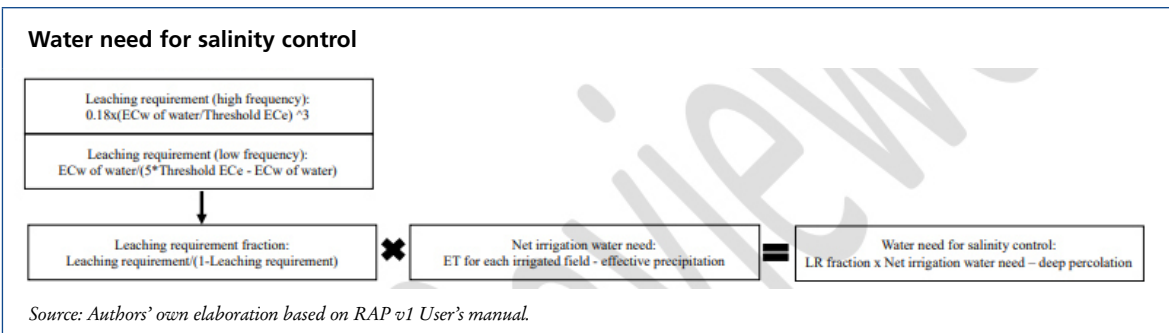 Water need for salinity control
Leaching requirement (high frequency):
0.18x(ECw of water/Threshold ECe) ^3
Leaching requirement (low frequency):
ECw of water/(5*Threshold ECe - ECw of water)
Leaching requirement fraction:
Leaching requirement/(1-Leaching requirement)
Net irrigation water need:
ET for each irrigated field - effective precipitation
Water need for salinity control:
LR fraction x Net irrigation water need – deep percolation
Source: Authors' own elaboration based on RAP v1 User's manual.